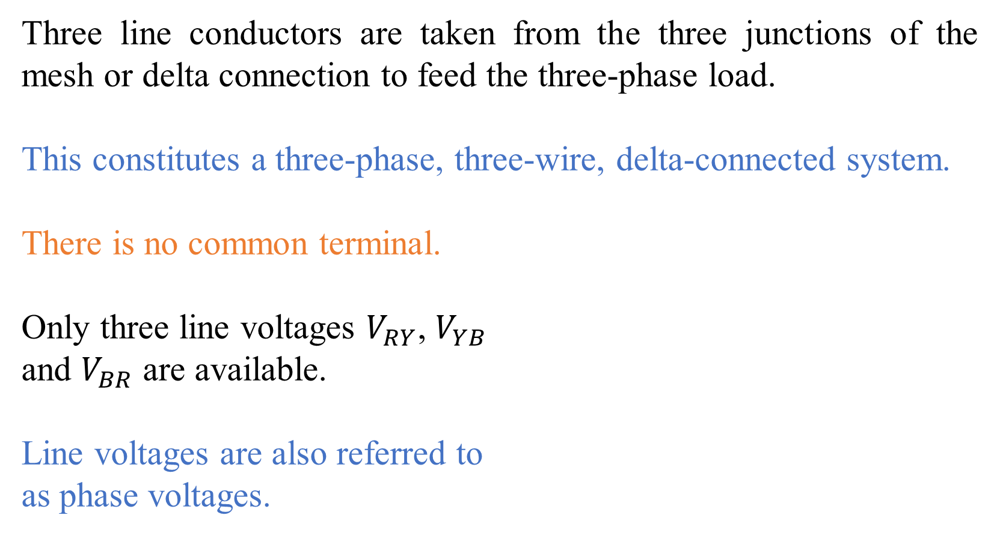 Three line conductors are taken from the three junctions of the
mesh or delta connection to feed the three-phase load.
This constitutes a three-phase, three-wire, delta-connected system.
There is no common terminal.
Only three line voltages V_{RY}, V_{YB}
and V_{BR} are available.
Line voltages are also referred to
as phase voltages.